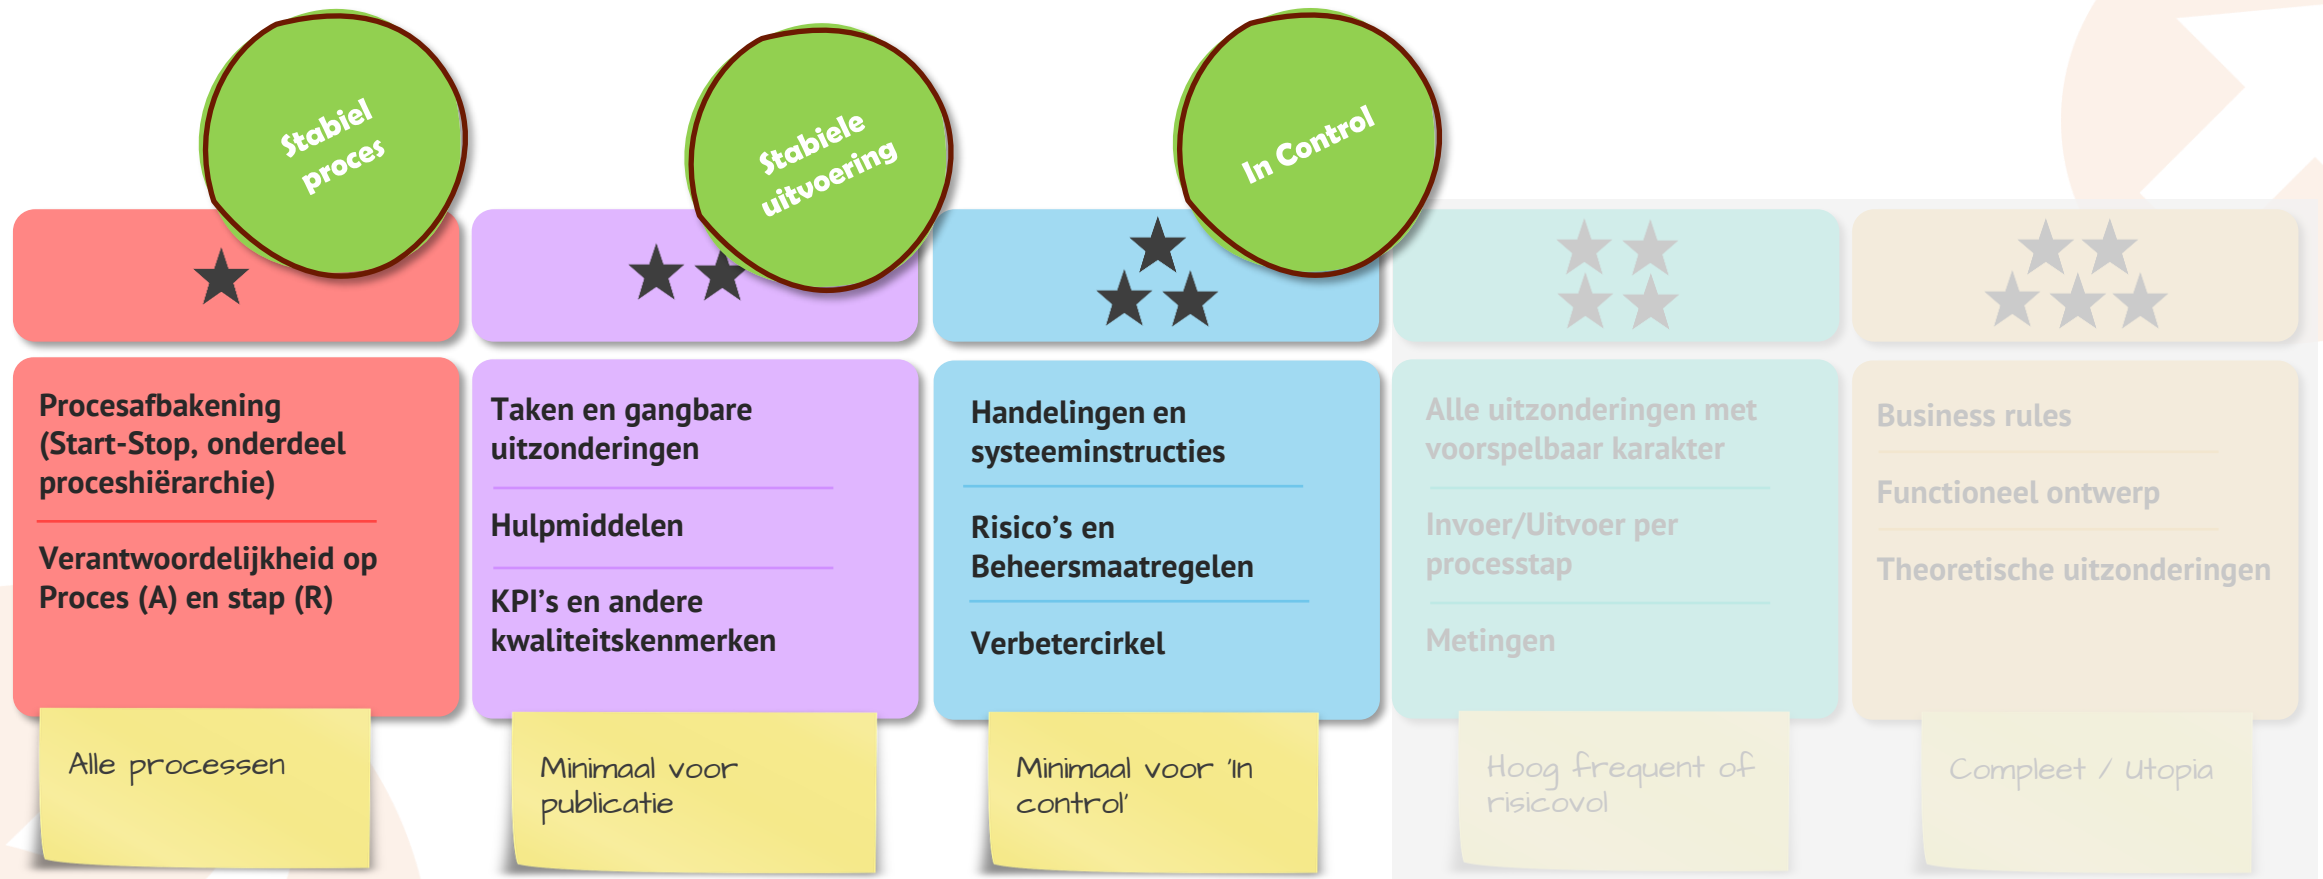 Stabiel
proces
Stabiele
uitvoering
In Control
Procesafbakening
(Start-Stop, onderdeel
proceshiërarchie)
Verantwoordelijkheid op
Proces (A) en stap (R)
Alle processen
Taken en gangbare
uitzonderingen
Hulpmiddelen
KPI’s en andere
kwaliteitskenmerken
Minimaal voor
publicatie
Handelingen en
systeeminstructies
Risico’s en
Beheersmaatregelen
Verbetercirkel
Minimaal voor ‘In
control’
Alle uitzonderingen met
voorspelbaar karakter
Invoer/Uitvoer per
processtap
Metingen
Hoog frequent of
risicovol
Business rules
Functioneel ontwerp
Theoretische uitzonderingen
Compleet / Utopia